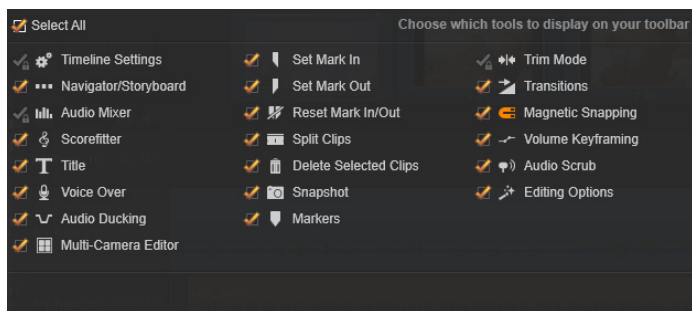 Select All
Choose which tools to display on your toolbar
Timeline Settings
Navigator/Storyboard
Audio Mixer
Scorefitter
Title
Voice Over
Audio Ducking
Multi-Camera Editor
Set Mark In
Set Mark Out
Reset Mark In/Out
Split Clips
Delete Selected Clips
Snapshot
Markers
Trim Mode
Transitions
Magnetic Snapping
Volume Keyframing
Audio Scrub
Editing Options